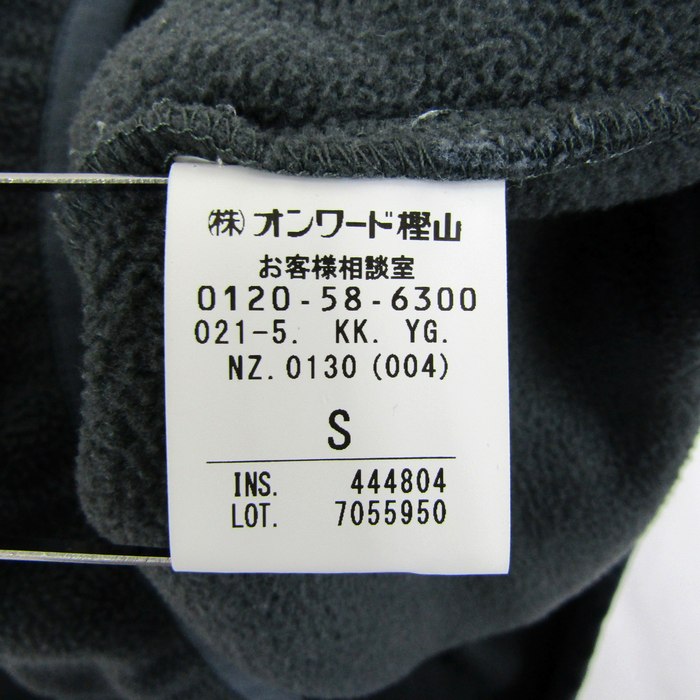 ㈱オンワード樫山
お客様相談室
0120-58-6300
021-5. KK. YG.
NZ. 0130 (004)
S
INS. 444804
LOT. 7055950